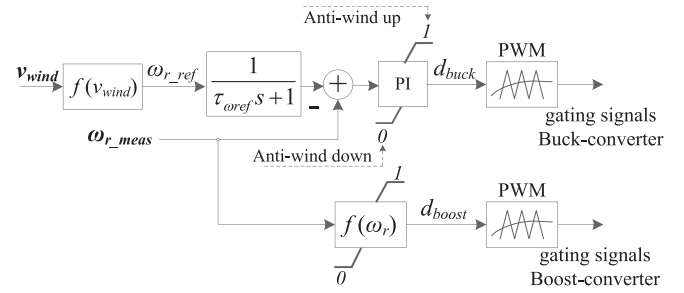 Anti-wind up
1
PWM
v_wind
f(v_wind)
ω_r_ref
1
τ_ωref s+1
−
+
PI
d_buck
0
gating signals
Buck-converter
ω_r_meas
Anti-wind down
1
PWM
f(ω_r)
d_boost
0
gating signals
Boost-converter